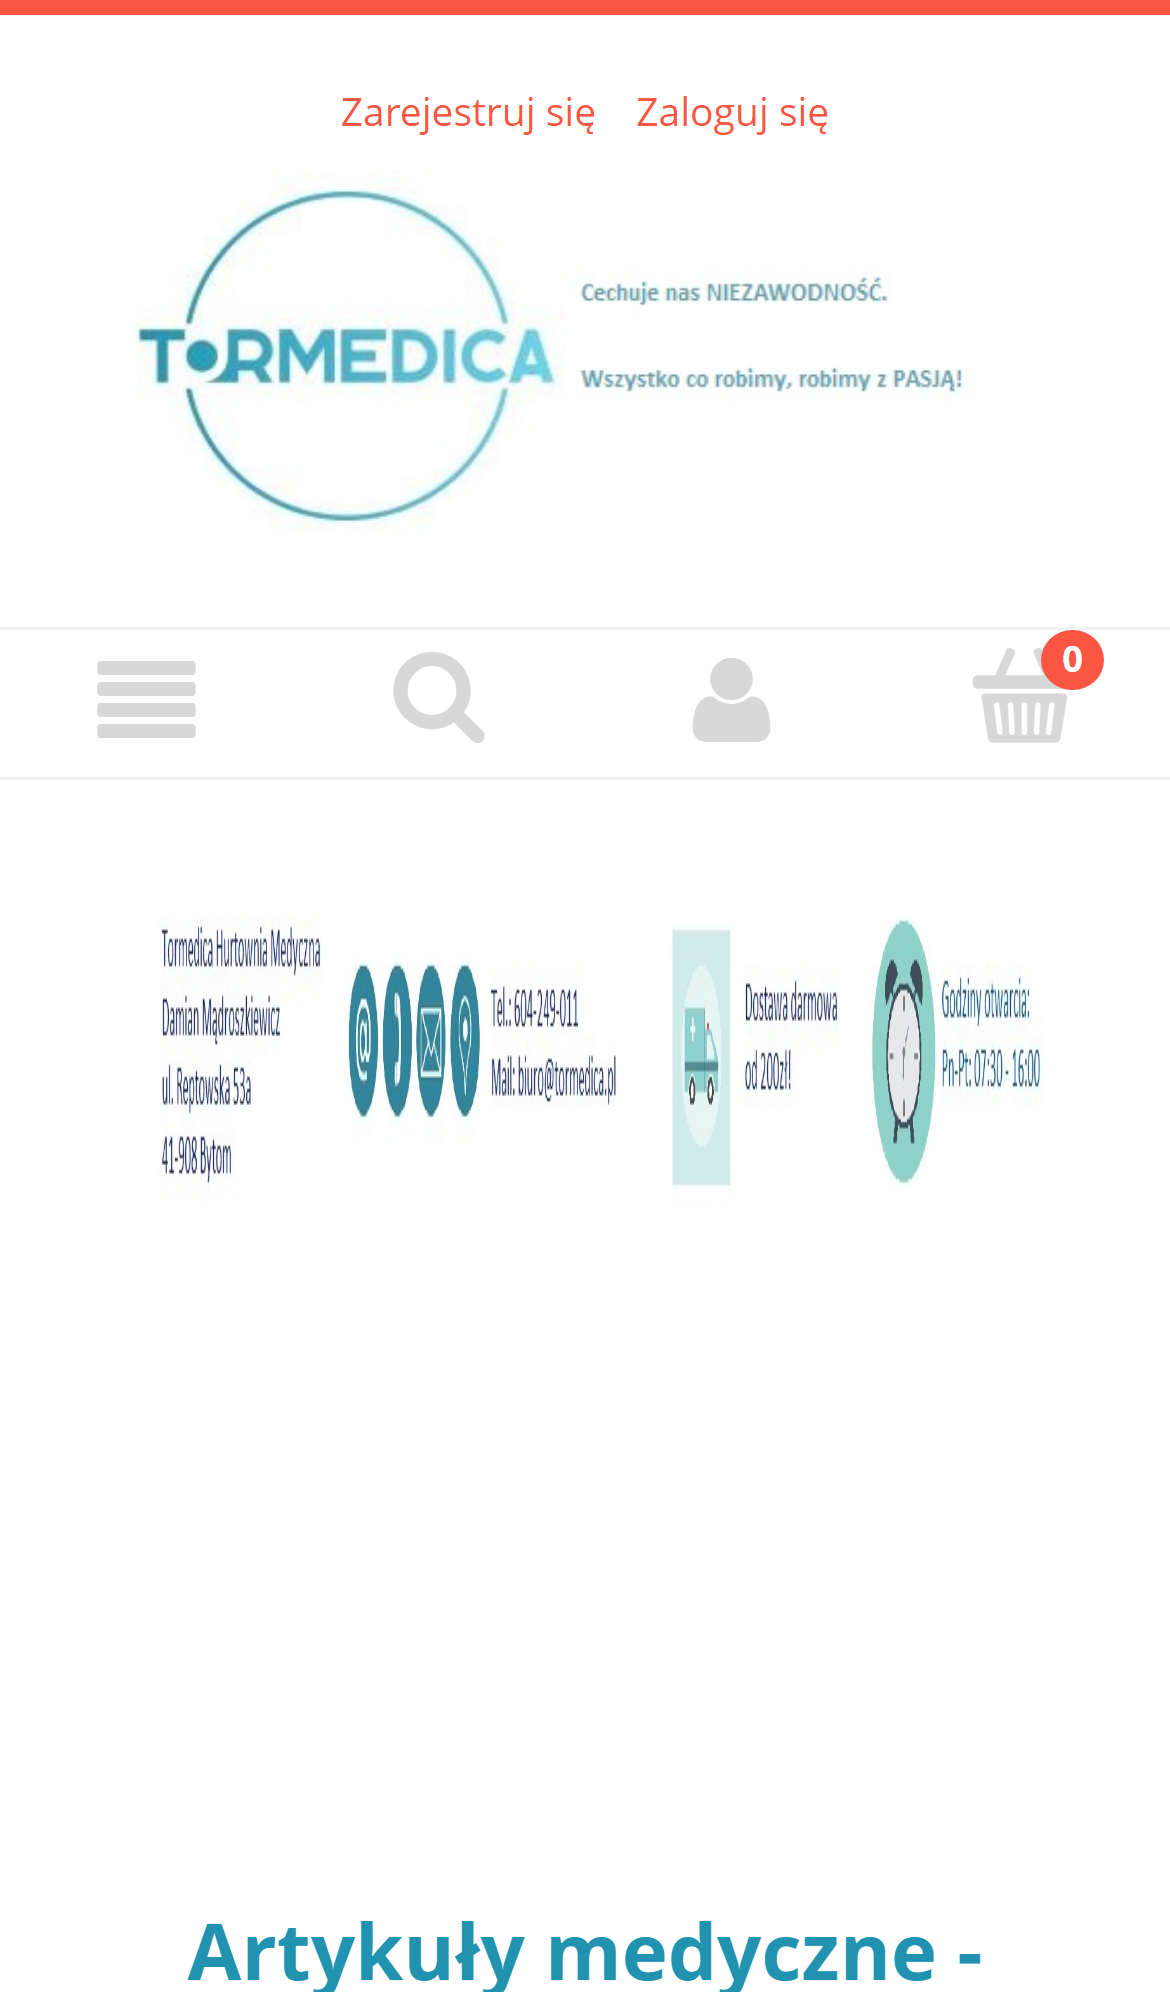 Zarejestruj się Zaloguj się
TORMEDICA
Cechuje nas NIEZAWODNOŚĆ.
Wszystko co robimy, robimy z PASJĄ!
0
Tormedica Hurtownia Medyczna
Damian Mądroszkiewicz
ul. Reptowska 53a
41-908 Bytom
@
Tel.: 604-249-011
Mail: biuro@tormedica.pl
Dostawa darmowa
od 200zł!
Godziny otwarcia:
Pn-Pt: 07:30 - 16:00
Artykuły medyczne -